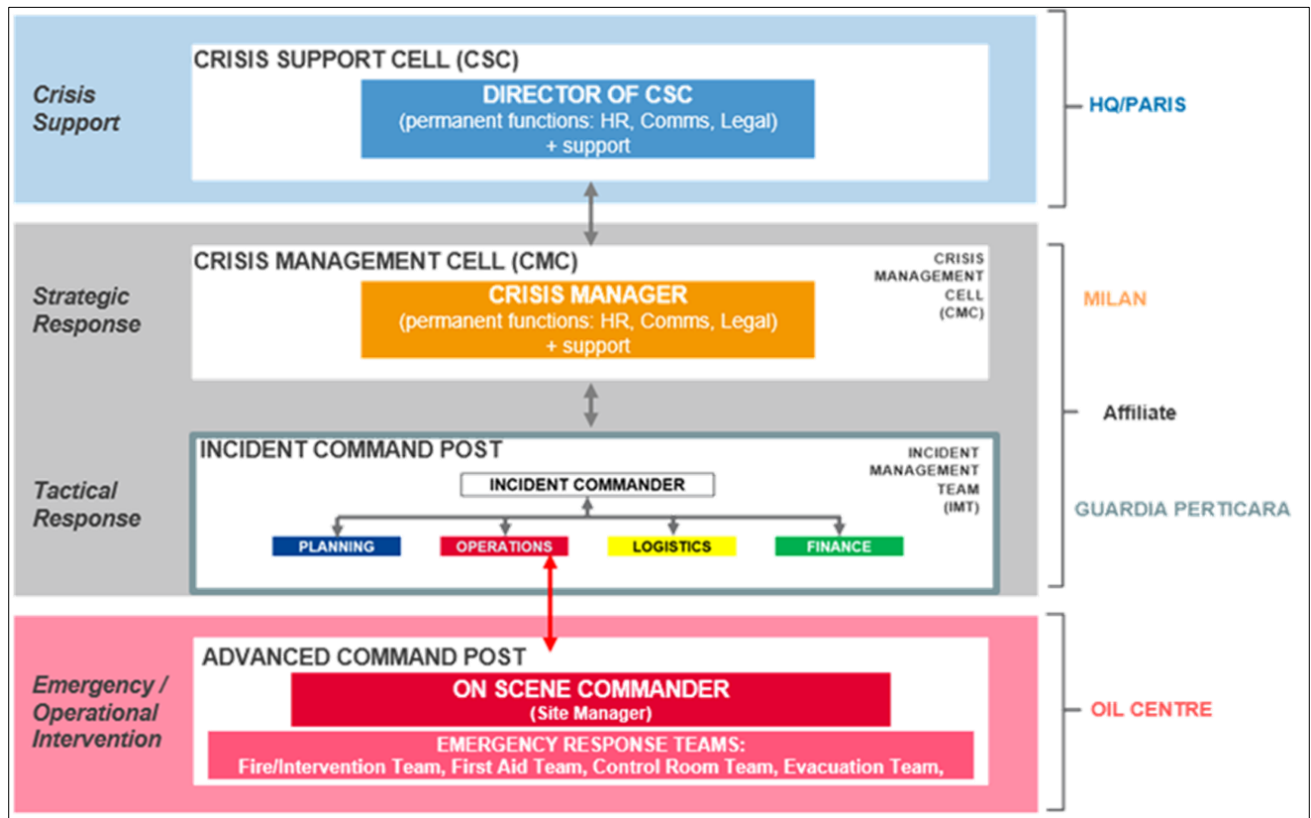 Crisis
Support
CRISIS SUPPORT CELL (CSC)
DIRECTOR OF CSC
(permanent functions: HR, Comms, Legal)
+ support
HQ/PARIS
Strategic
Response
CRISIS MANAGEMENT CELL (CMC)
CRISIS MANAGER
(permanent functions: HR, Comms, Legal)
+ support
CRISIS
MANAGEMENT
CELL
(CMC)
MILAN
Affiliate
Tactical
Response
INCIDENT COMMAND POST
INCIDENT COMMANDER
PLANNING
OPERATIONS
LOGISTICS
FINANCE
INCIDENT
MANAGEMENT
TEAM
(IMT)
GUARDIA PERTICARA
Emergency /
Operational
Intervention
ADVANCED COMMAND POST
ON SCENE COMMANDER
(Site Manager)
EMERGENCY RESPONSE TEAMS:
Fire/Intervention Team, First Aid Team, Control Room Team, Evacuation Team,
OIL CENTRE